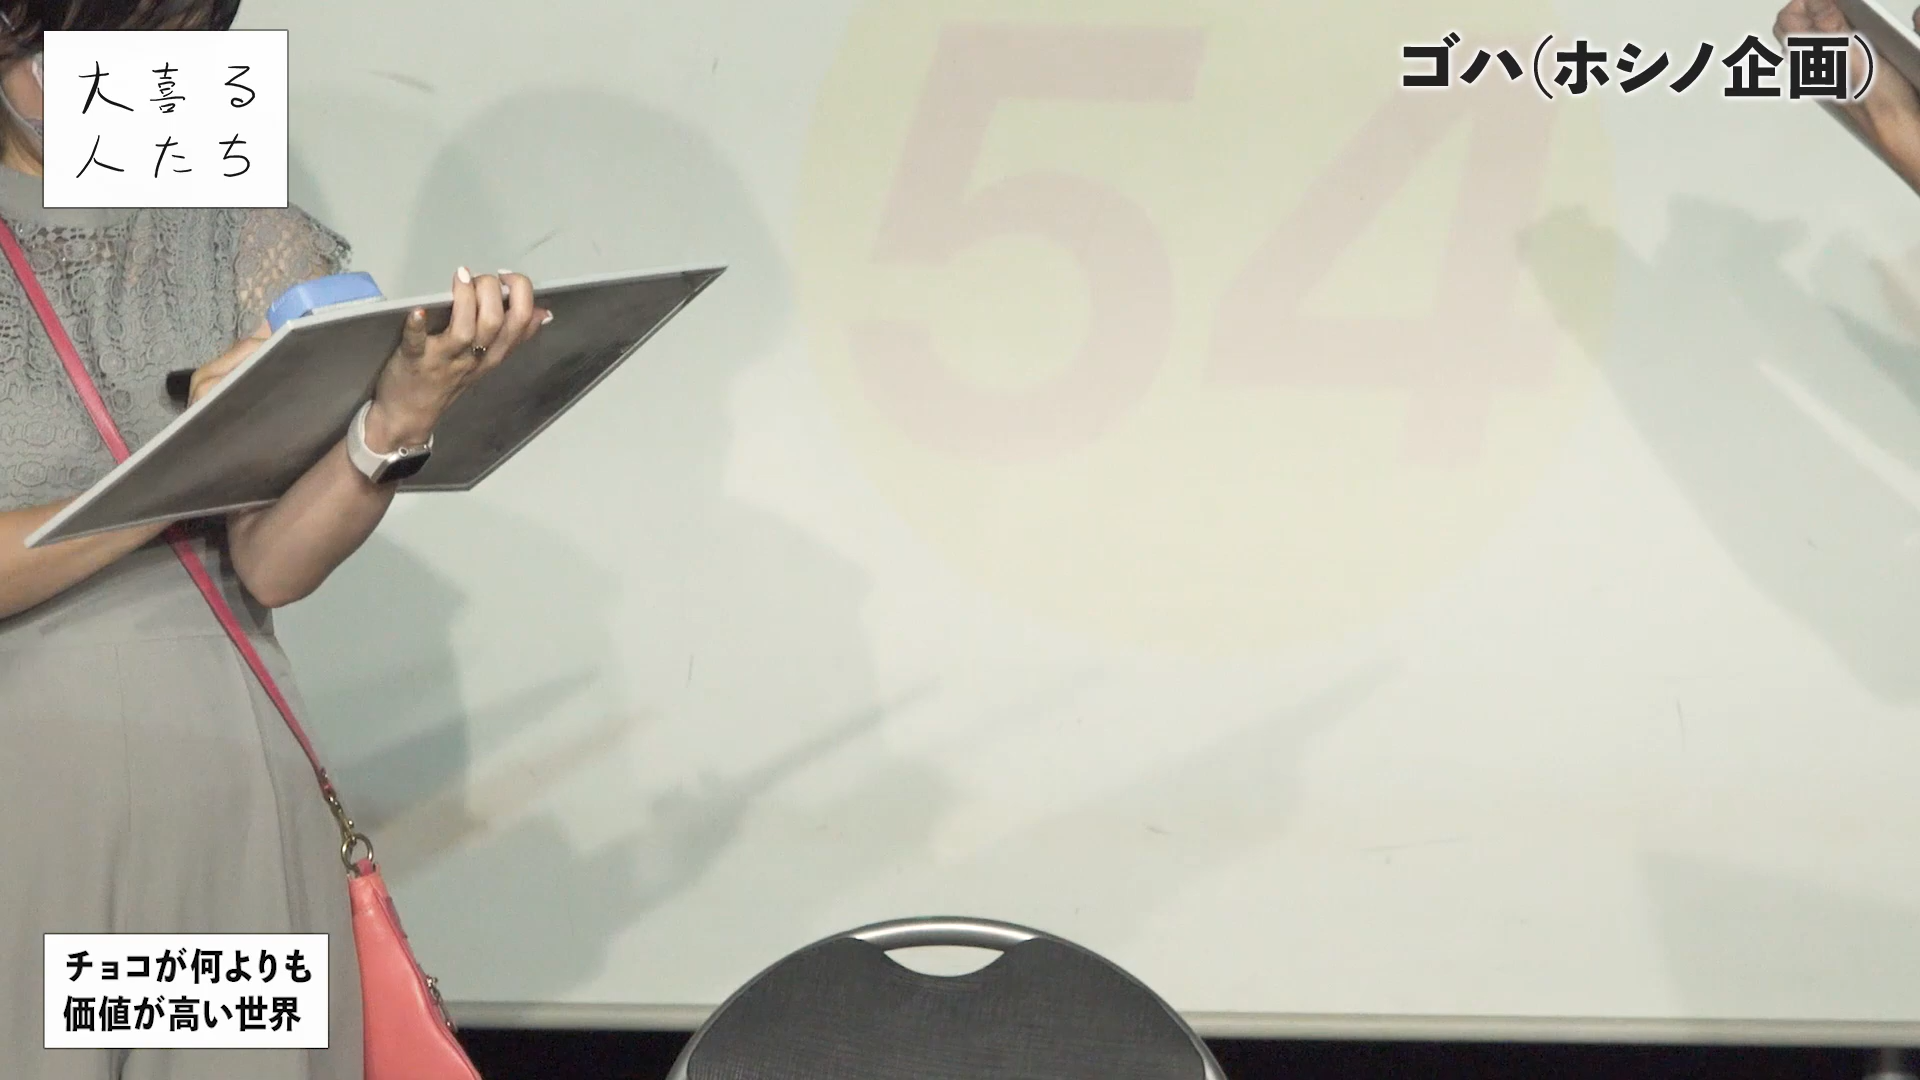 大喜る
人たち
ゴハ(ホシノ企画)
54
チョコが何よりも
価値が高い世界